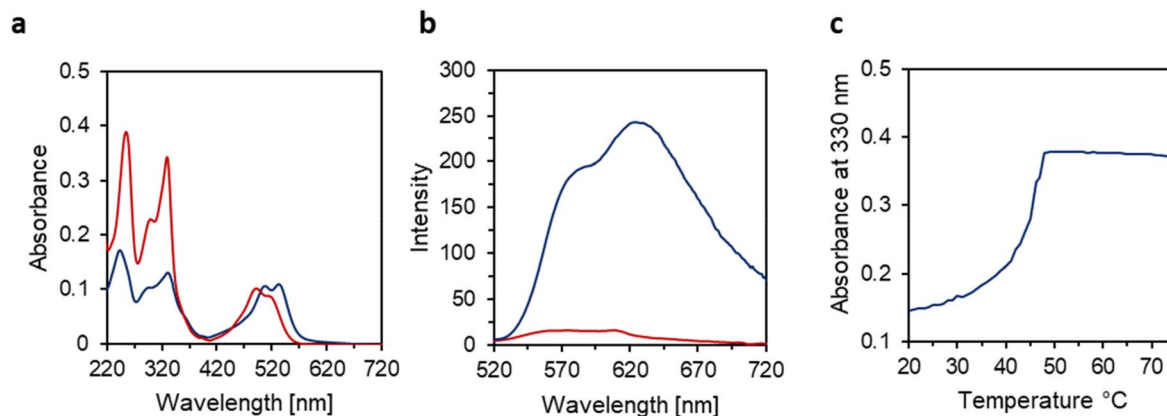 a
b
c
0.5
0.4
0.3
0.2
0.1
0
Absorbance
220 320 420 520 620 720
Wavelength [nm]
300
250
200
150
100
50
0
Intensity
520 570 620 670 720
Wavelength [nm]
0.5
0.4
0.3
0.2
0.1
Absorbance at 330 nm
20 30 40 50 60 70
Temperature °C